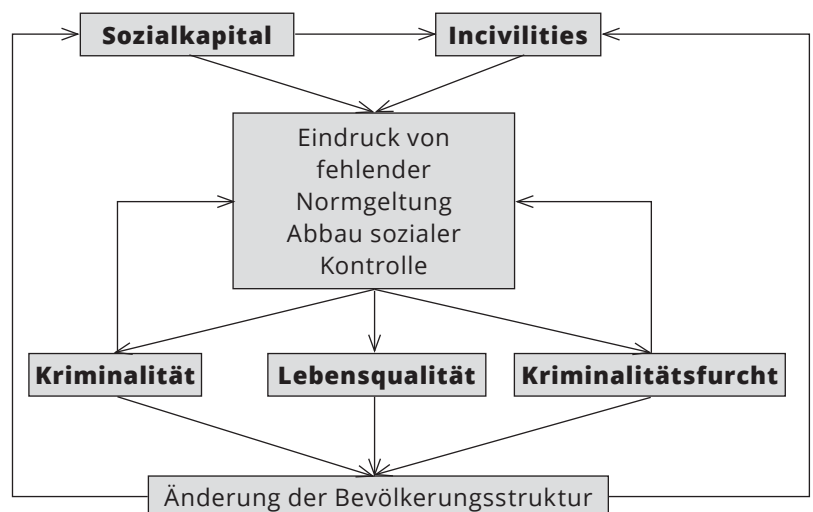 Sozialkapital
Incivilities
Eindruck von
fehlender
Normgeltung
Abbau sozialer
Kontrolle
Kriminalität
Lebensqualität
Kriminalitätsfurcht
Änderung der Bevölkerungsstruktur